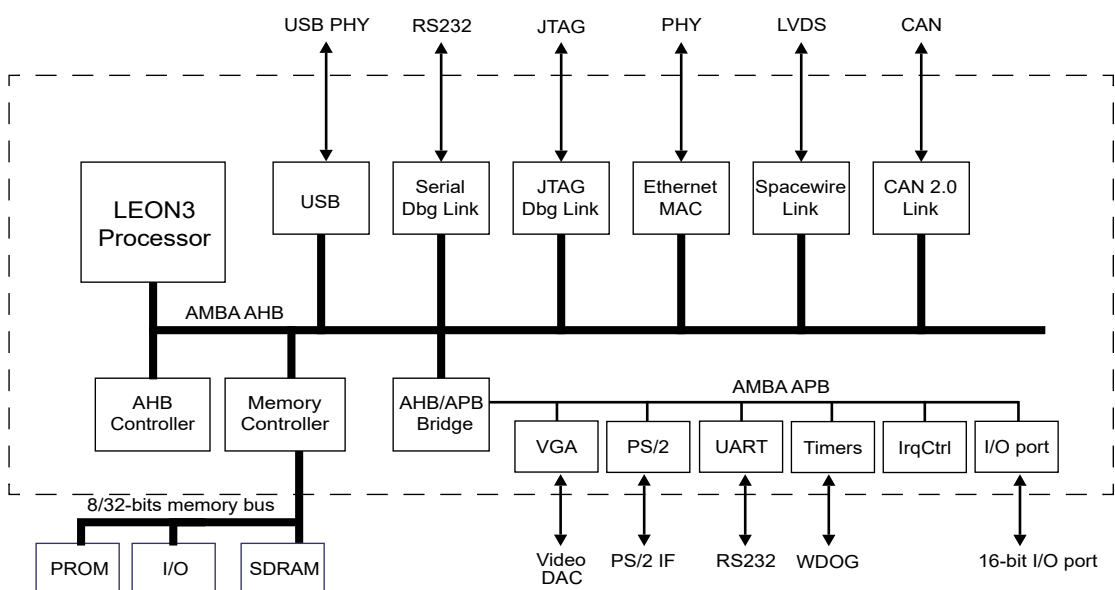 USB PHY
RS232
JTAG
PHY
LVDS
CAN
LEON3
Processor
USB
Serial
Dbg Link
JTAG
Dbg Link
Ethernet
MAC
Spacewire
Link
CAN 2.0
Link
AMBA AHB
AHB
Controller
Memory
Controller
AHB/APB
Bridge
AMBA APB
VGA
PS/2
UART
Timers
IrqCtrl
I/O port
8/32-bits memory bus
PROM
I/O
SDRAM
Video
DAC
PS/2 IF
RS232
WDOG
16-bit I/O port